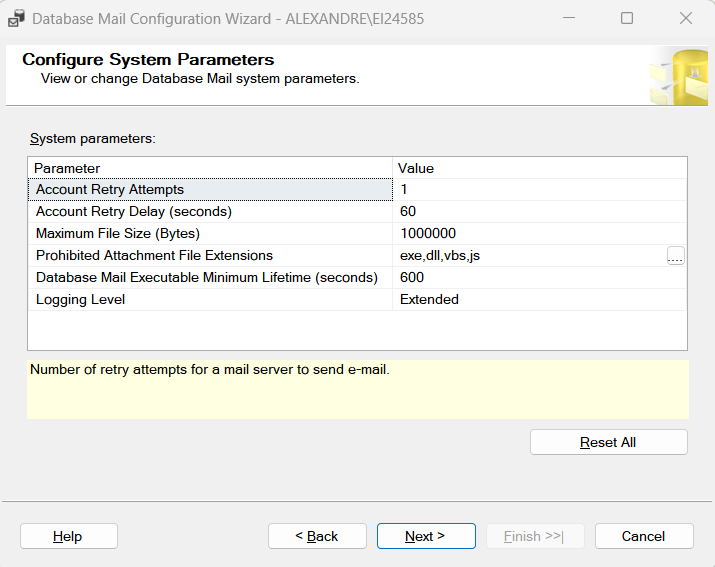 Database Mail Configuration Wizard - ALEXANDRE\EI24585
Configure System Parameters
View or change Database Mail system parameters.
System parameters:
Parameter Value
Account Retry Attempts 1
Account Retry Delay (seconds) 60
Maximum File Size (Bytes) 1000000
Prohibited Attachment File Extensions exe,dll,vbs,js ....
Database Mail Executable Minimum Lifetime (seconds) 600
Logging Level Extended
Number of retry attempts for a mail server to send e-mail.
Reset All
Help < Back Next > Finish >>| Cancel